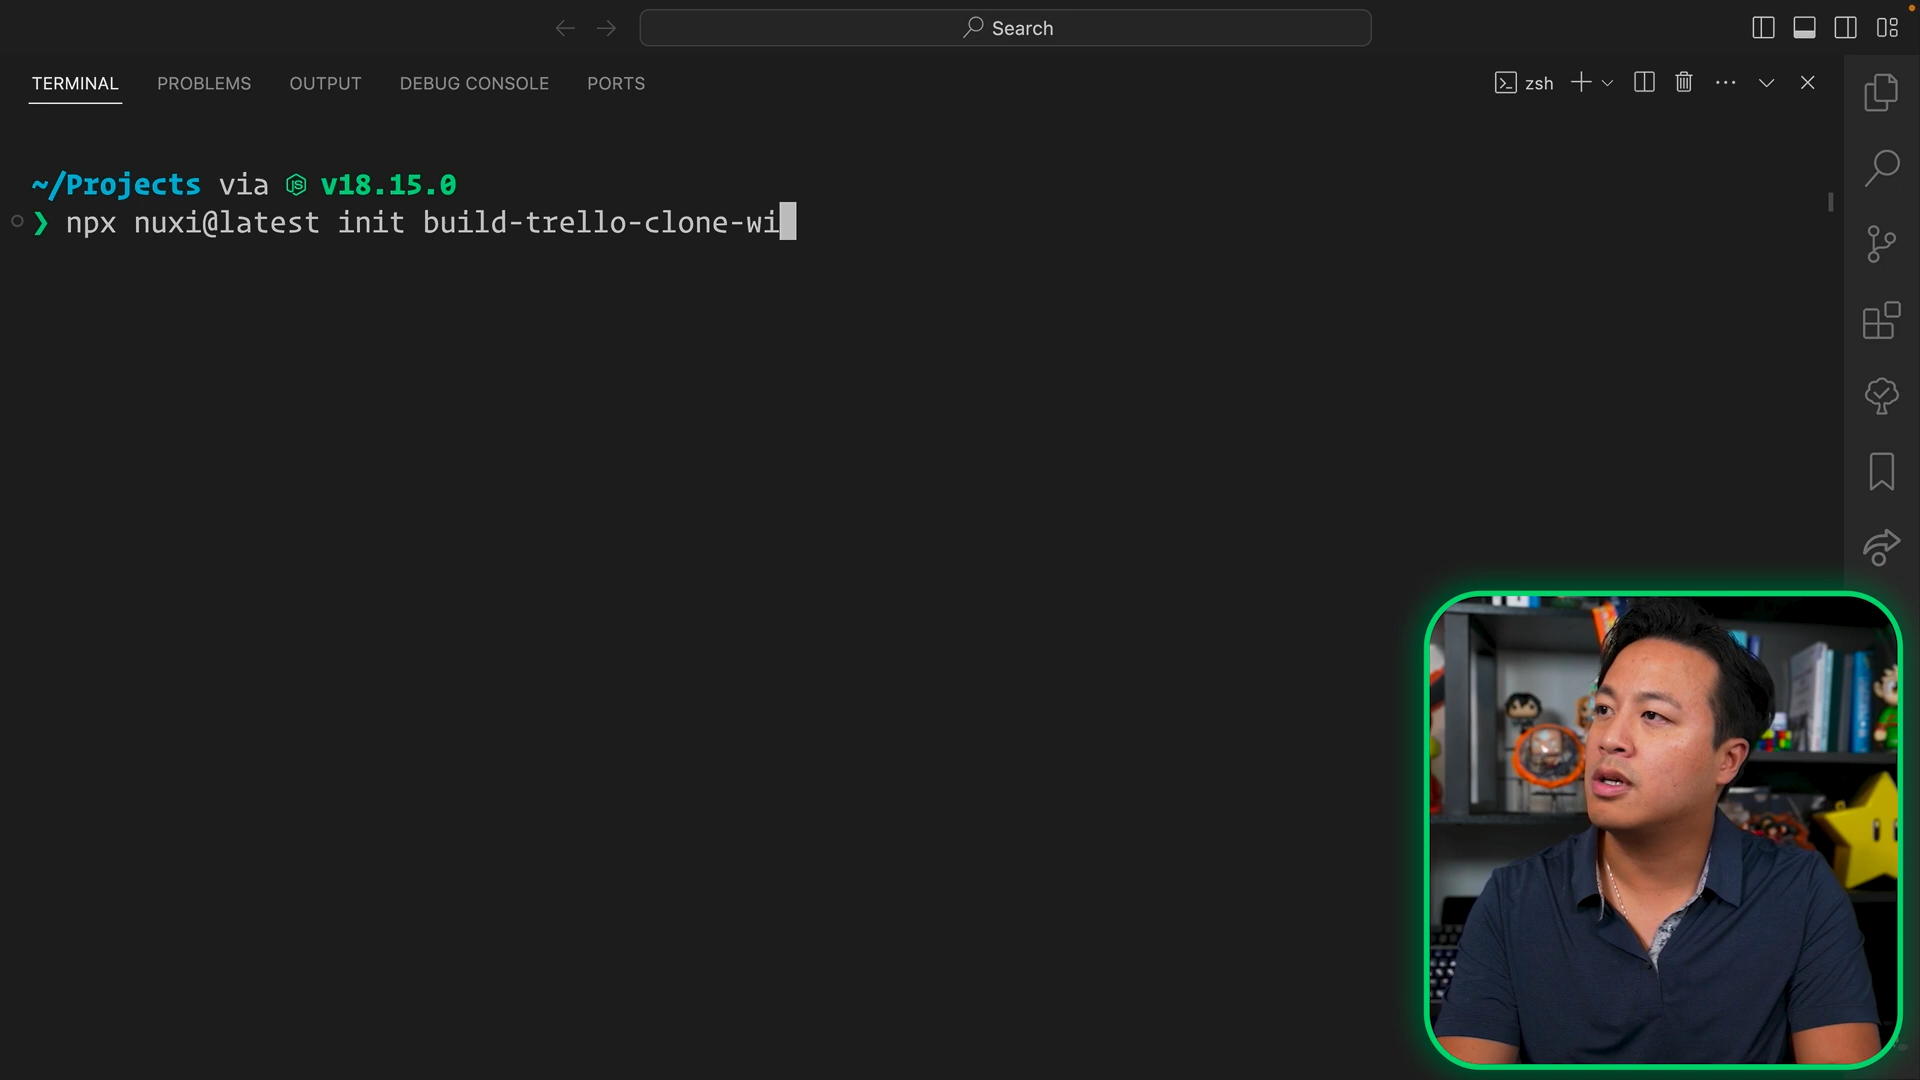 Search
TERMINAL PROBLEMS OUTPUT DEBUG CONSOLE PORTS
zsh
~/Projects via JS v18.15.0
❯ npx nuxi@latest init build-trello-clone-wi